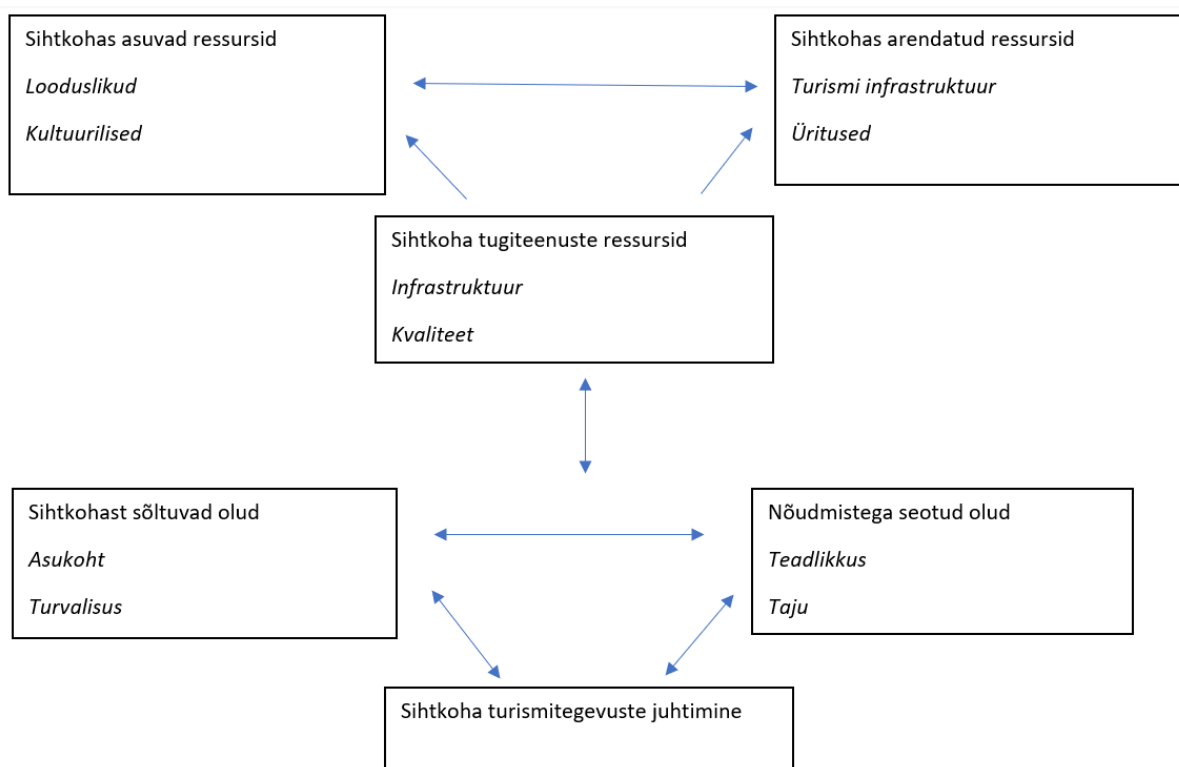 Sihtkohas asuvad ressursid
Looduslikud
Kultuurilised
Sihtkohas arendatud ressursid
Turismi infrastruktuur
Üritused
Sihtkoha tugiteenuste ressursid
Infrastruktuur
Kvaliteet
Sihtkohast sõltuvad olud
Asukoht
Turvalisus
Nõudmistega seotud olud
Teadlikkus
Taju
Sihtkoha turismitegevuste juhtimine